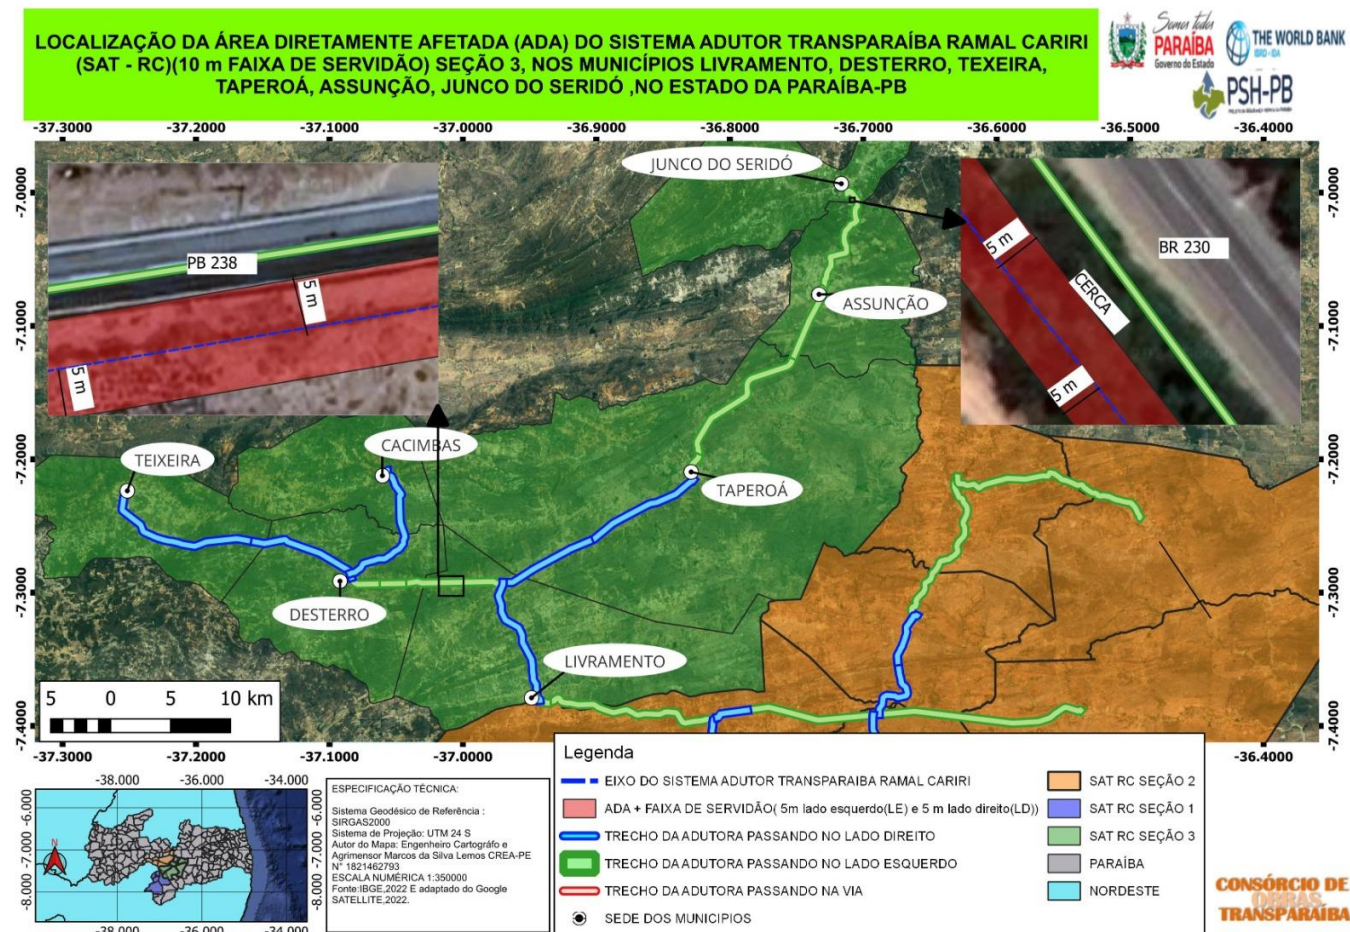 LOCALIZAÇÃO DA ÁREA DIRETAMENTE AFETADA (ADA) DO SISTEMA ADUTOR TRANSPARAÍBA RAMAL CARIRI
(SAT - RC)(10 m FAIXA DE SERVIDÃO) SEÇÃO 3, NOS MUNICÍPIOS LIVRAMENTO, DESTERRO, TEXEIRA,
TAPEROÁ, ASSUNÇÃO, JUNCO DO SERIDÓ ,NO ESTADO DA PARAÍBA-PB
Somos todos
PARAÍBA
Governo do Estado
THE WORLD BANK
IBRD • IDA
PSH-PB
-37.3000 -37.2000 -37.1000 -37.0000 -36.9000 -36.8000 -36.7000 -36.6000 -36.5000 -36.4000
-7.0000 -7.0000
-7.1000 -7.1000
-7.2000 -7.2000
-7.3000 -7.3000
-7.4000 -7.4000
PB 238
5 m
5 m
JUNCO DO SERIDÓ
BR 230
5 m
CERCA
5 m
ASSUNÇÃO
CACIMBAS
TEIXEIRA
TAPEROÁ
DESTERRO
LIVRAMENTO
5 0 5 10 km
-37.3000 -37.2000 -37.1000 -37.0000 -36.4000
Legenda
EIXO DO SISTEMA ADUTOR TRANSPARAIBA RAMAL CARIRI
ADA + FAIXA DE SERVIDÃO( 5m lado esquerdo(LE) e 5 m lado direito(LD))
TRECHO DA ADUTORA PASSANDO NO LADO DIREITO
TRECHO DA ADUTORA PASSANDO NO LADO ESQUERDO
TRECHO DA ADUTORA PASSANDO NA VIA
SEDE DOS MUNICIPIOS
SAT RC SEÇÃO 2
SAT RC SEÇÃO 1
SAT RC SEÇÃO 3
PARAÍBA
NORDESTE
-38.000 -36.000 -34.000
-6.000 -6.000
-7.000 -7.000
-8.000 -8.000
N
-38.000 -36.000 -34.000
ESPECIFICAÇÃO TÉCNICA:
Sistema Geodésico de Referência :
SIRGAS2000
Sistema de Projeção: UTM 24 S
Autor do Mapa: Engenheiro Cartográfo e
Agrimensor Marcos da Silva Lemos CREA-PE
N° 1821462793
ESCALA NUMÉRICA 1:350000
Fonte:IBGE,2022 E adaptado do Google
SATELLITE,2022.
CONSÓRCIO DE
OBRAS
TRANSPARAÍBA